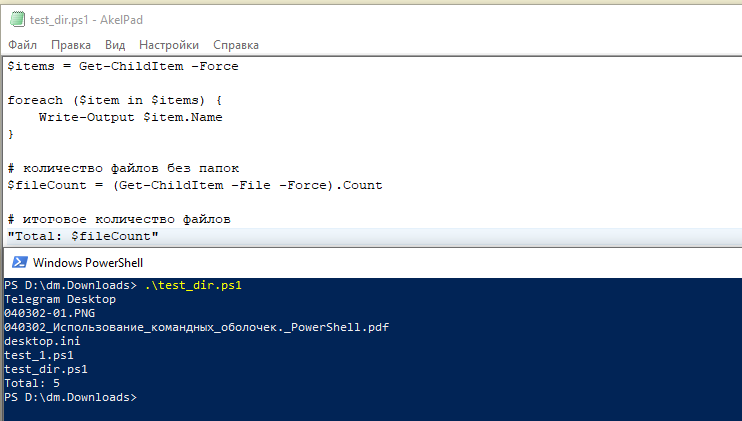 test_dir.ps1 - AkelPad
Файл Правка Вид Настройки Справка
$items = Get-ChildItem -Force
foreach ($item in $items) {
    Write-Output $item.Name
}
# количество файлов без папок
$fileCount = (Get-ChildItem -File -Force).Count
# итоговое количество файлов
"Total: $fileCount"
Windows PowerShell
PS D:\dm.Downloads> .\test_dir.ps1
Telegram Desktop
040302-01.PNG
040302_Использование_командных_оболочек._PowerShell.pdf
desktop.ini
test_1.ps1
test_dir.ps1
Total: 5
PS D:\dm.Downloads>